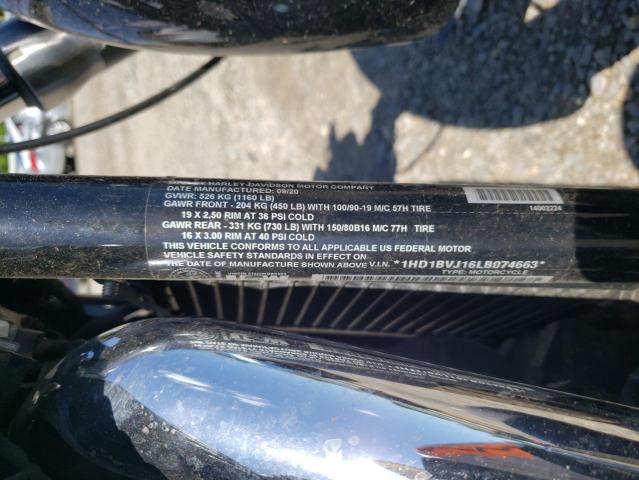 HARLEY-DAVIDSON MOTOR COMPANY
DATE MANUFACTURED: 09/20
GVWR: 526 KG (1160 LB) 14002224
GAWR FRONT - 204 KG (450 LB) WITH 100/90-19 M/C 57H TIRE
19 X 2.50 RIM AT 36 PSI COLD
GAWR REAR - 331 KG (730 LB) WITH 150/80B16 M/C 77H TIRE
16 X 3.00 RIM AT 40 PSI COLD
THIS VEHICLE CONFORMS TO ALL APPLICABLE US FEDERAL MOTOR
VEHICLE SAFETY STANDARDS IN EFFECT ON
THE DATE OF MANUFACTURE SHOWN ABOVE V.I.N. *1HD1BVJ16LB074663*
TYPE: MOTORCYCLE